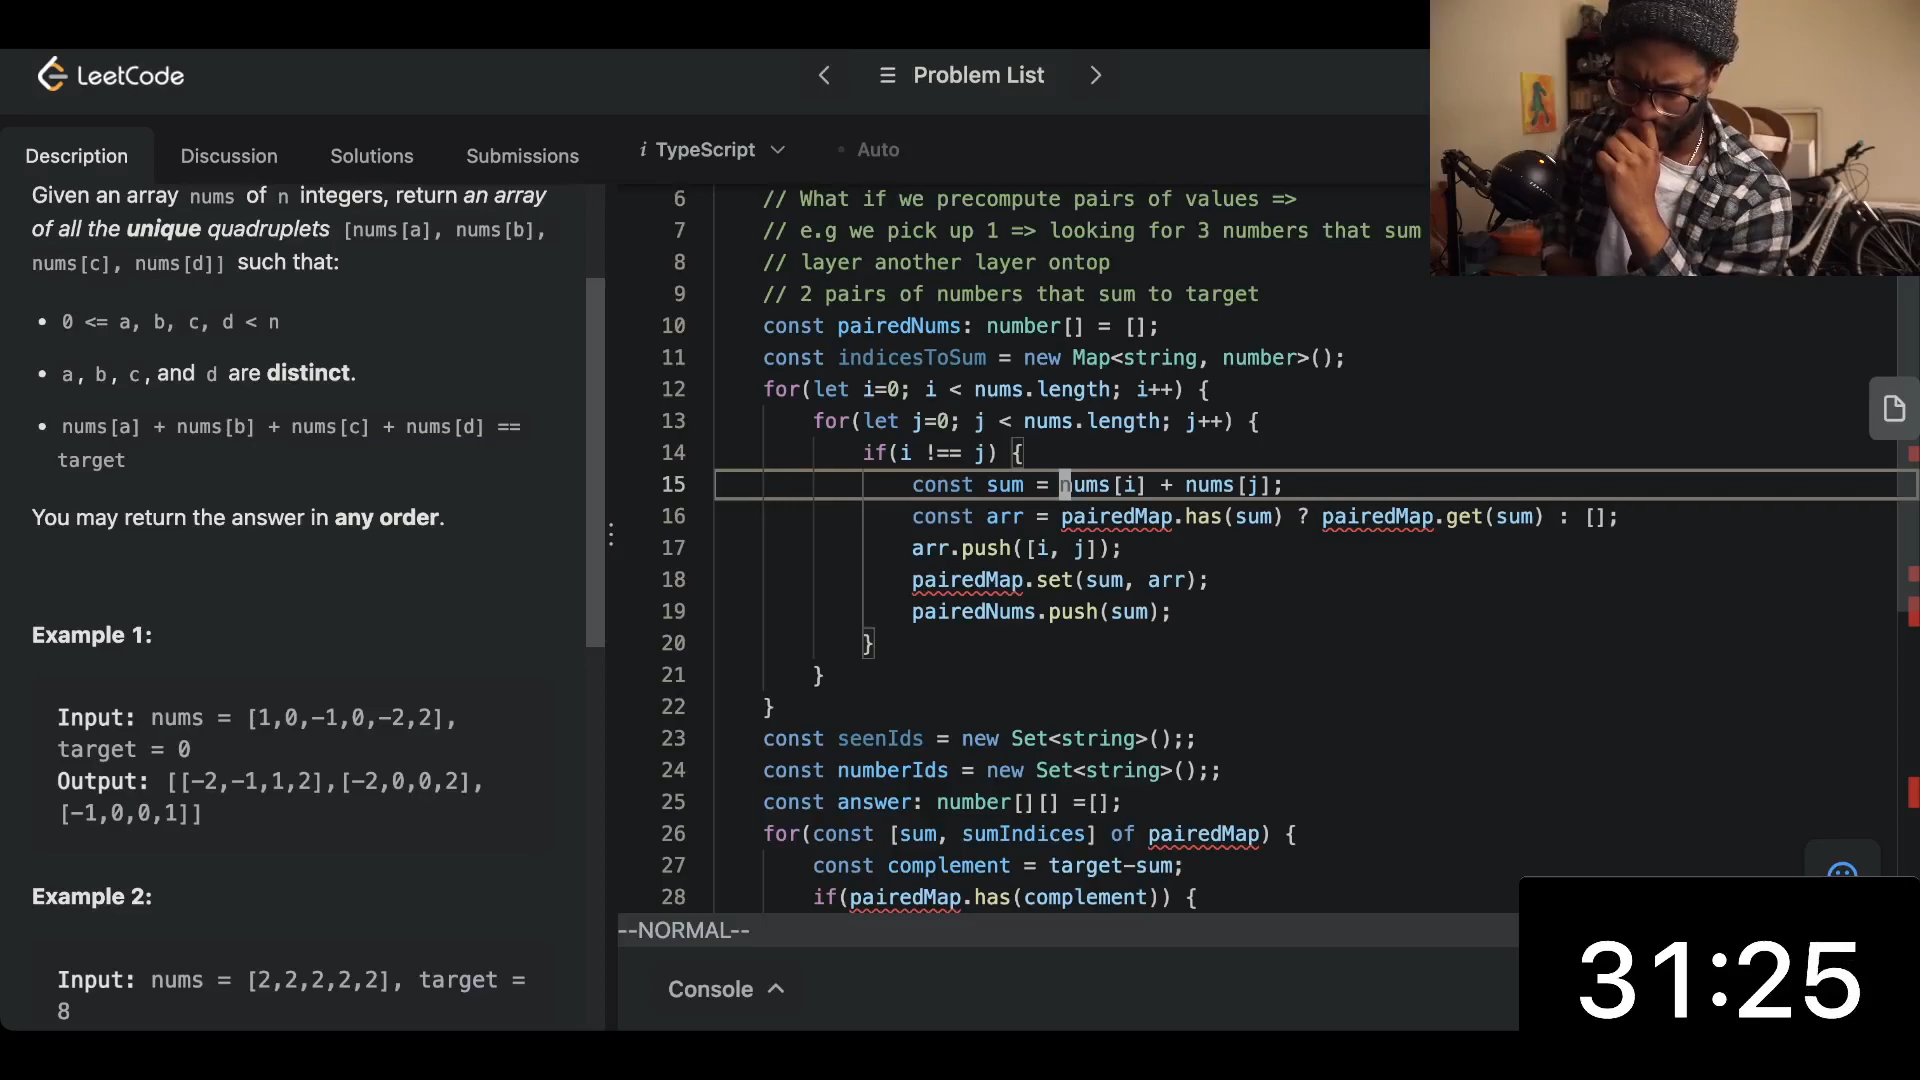 LeetCode
Problem List
Description
Discussion
Solutions
Submissions
i TypeScript
Auto
Given an array nums of n integers, return an array
of all the unique quadruplets [nums[a], nums[b],
nums[c], nums[d]] such that:
0 <= a, b, c, d < n
a, b, c, and d are distinct.
nums[a] + nums[b] + nums[c] + nums[d] ==
target
You may return the answer in any order.
Example 1:
Input: nums = [1,0,-1,0,-2,2],
target = 0
Output: [[-2,-1,1,2],[-2,0,0,2],
[-1,0,0,1]]
Example 2:
Input: nums = [2,2,2,2,2], target =
8
6 // What if we precompute pairs of values =>
7 // e.g we pick up 1 => looking for 3 numbers that sum
8 // layer another layer ontop
9 // 2 pairs of numbers that sum to target
10 const pairedNums: number[] = [];
11 const indicesToSum = new Map<string, number>();
12 for(let i=0; i < nums.length; i++) {
13 for(let j=0; j < nums.length; j++) {
14 if(i !== j) {
15 const sum = nums[i] + nums[j];
16 const arr = pairedMap.has(sum) ? pairedMap.get(sum) : [];
17 arr.push([i, j]);
18 pairedMap.set(sum, arr);
19 pairedNums.push(sum);
20 }
21 }
22 }
23 const seenIds = new Set<string>();;
24 const numberIds = new Set<string>();;
25 const answer: number[][] =[];
26 for(const [sum, sumIndices] of pairedMap) {
27 const complement = target-sum;
28 if(pairedMap.has(complement)) {
--NORMAL--
Console
31:25